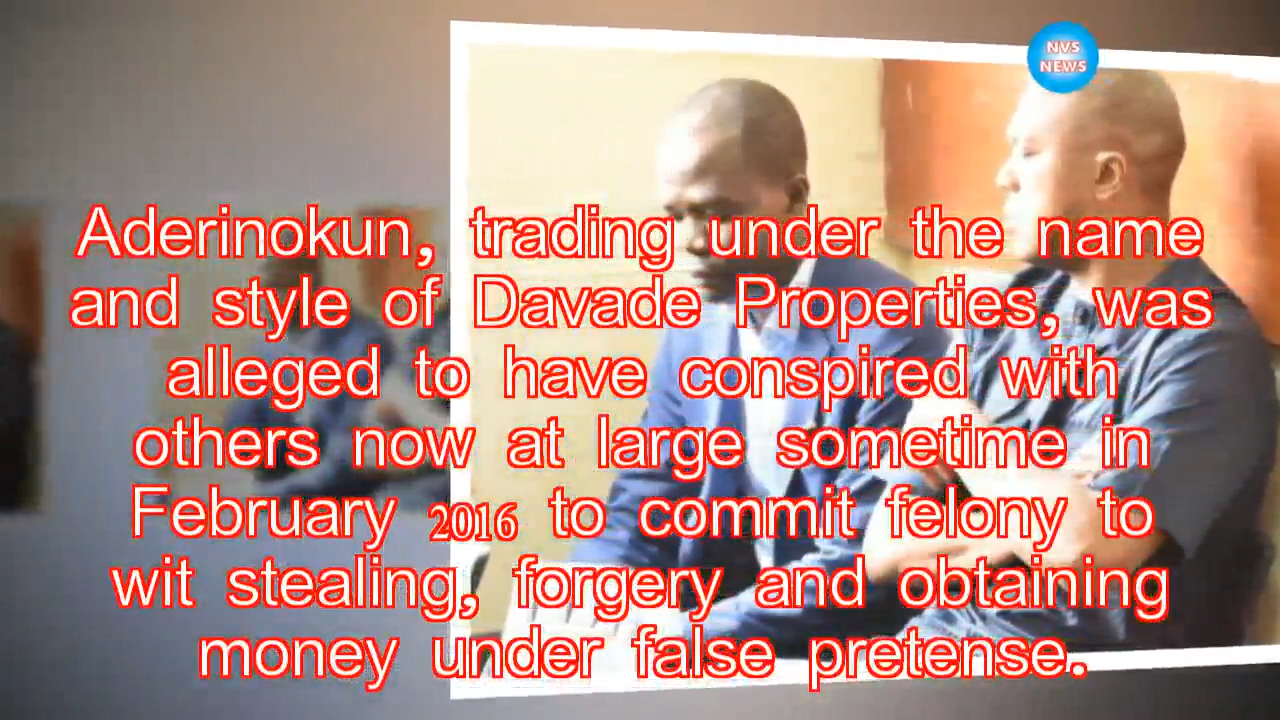 NVS
NEWS
Aderinokun, trading under the name
and style of Davade Properties, was
alleged to have conspired with
others now at large sometime in
February 2016 to commit felony to
wit stealing, forgery and obtaining
money under false pretense.